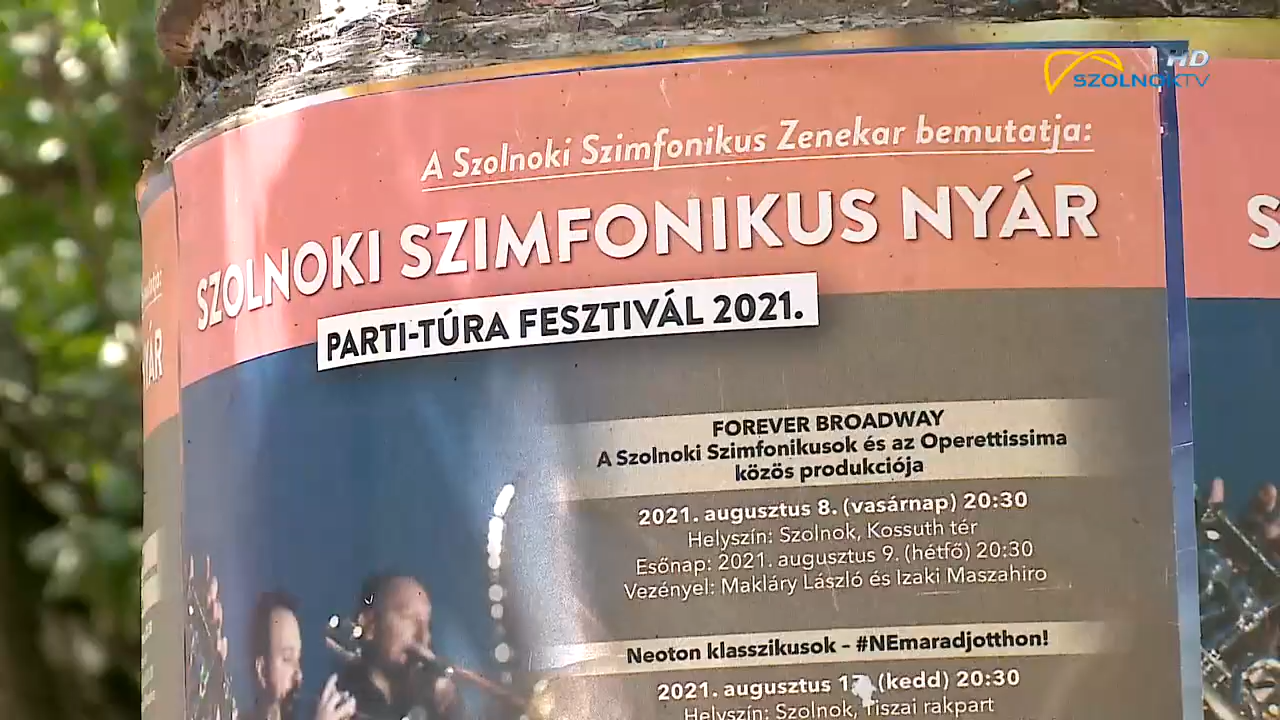 HD
SZOLNOKTV
A Szolnoki Szimfonikus Zenekar bemutatja:
SZOLNOKI SZIMFONIKUS NYÁR
PARTI-TÚRA FESZTIVÁL 2021.
FOREVER BROADWAY
A Szolnoki Szimfonikusok és az Operettissima
közös produkciója
2021. augusztus 8. (vasárnap) 20:30
Helyszín: Szolnok, Kossuth tér
Esőnap: 2021. augusztus 9. (hétfő) 20:30
Vezényel: Makláry László és Izaki Maszahiro
Neoton klasszikusok – #NEmaradjotthon!
2021. augusztus (kedd) 20:30
Helyszín: Szolnok, Tiszai rakpart